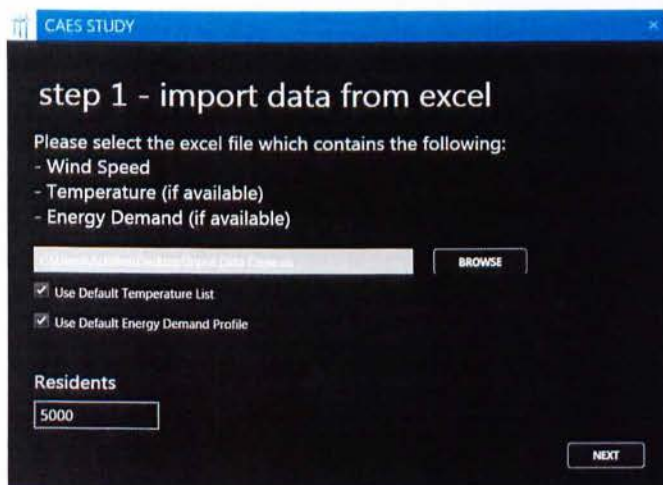 CAES STUDY
step 1 - import data from excel
Please select the excel file which contains the following:
- Wind Speed
- Temperature (if available)
- Energy Demand (if available)
BROWSE
Use Default Temperature List
Use Default Energy Demand Profile
Residents
5000
NEXT